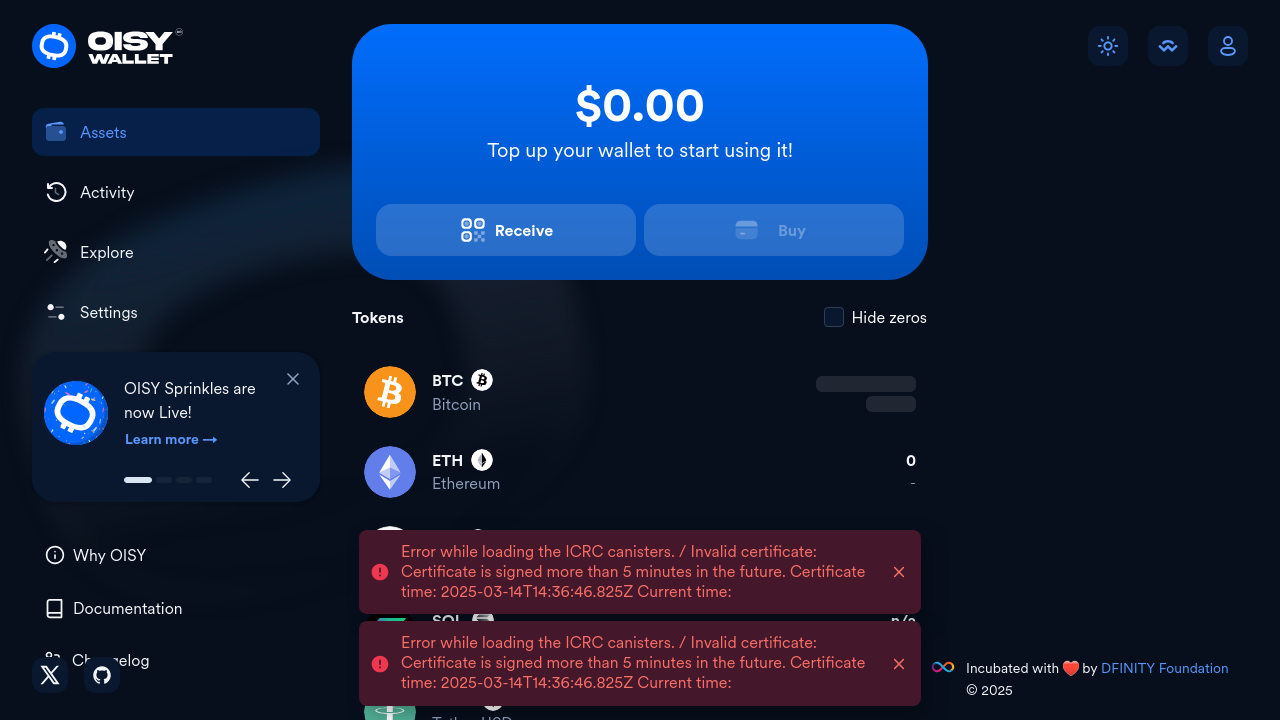 OISY
WALLET
Assets
Activity
Explore
Settings
OISY Sprinkles are
now Live!
Learn more →
Why OISY
Documentation
$0.00
Top up your wallet to start using it!
Receive
Buy
Tokens
Hide zeros
BTC
Bitcoin
ETH
Ethereum
0
-
Error while loading the ICRC canisters. / Invalid certificate:
Certificate is signed more than 5 minutes in the future. Certificate
time: 2025-03-14T14:36:46.825Z Current time:
SOL
n/a
Error while loading the ICRC canisters. / Invalid certificate:
Certificate is signed more than 5 minutes in the future. Certificate
time: 2025-03-14T14:36:46.825Z Current time:
Incubated with ❤️ by DFINITY Foundation
© 2025